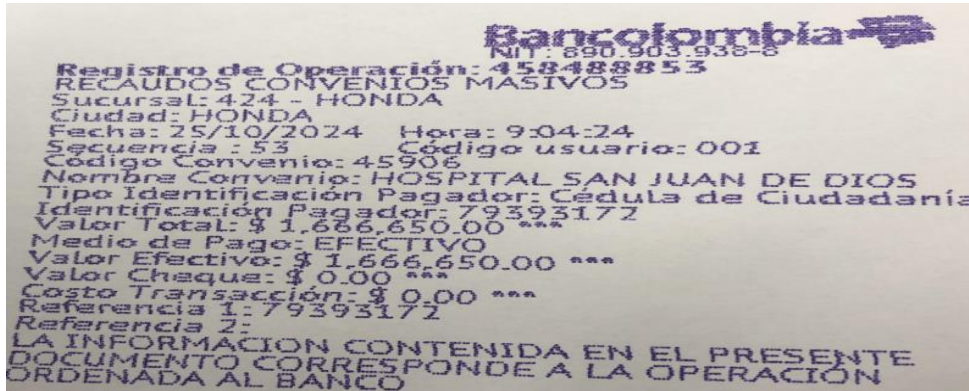 Bancolombia
NIT: 890.903.938-8
Registro de Operación: 458488853
RECAUDOS CONVENIOS MASIVOS
Sucursal: 424 - HONDA
Ciudad: HONDA
Fecha: 25/10/2024 Hora: 9:04:24
Secuencia : 53 Código usuario: 001
Código Convenio: 45906
Nombre Convenio: HOSPITAL SAN JUAN DE DIOS
Tipo Identificación Pagador: Cédula de Ciudadanía
Identificación Pagador: 79393172
Valor Total: $ 1,666,650.00 ***
Medio de Pago: EFECTIVO
Valor Efectivo: $ 1,666,650.00 ***
Valor Cheque: $ 0.00 ***
Costo Transacción: $ 0.00 ***
Referencia 1: 79393172
Referencia 2:
LA INFORMACION CONTENIDA EN EL PRESENTE
DOCUMENTO CORRESPONDE A LA OPERACIÓN
ORDENADA AL BANCO